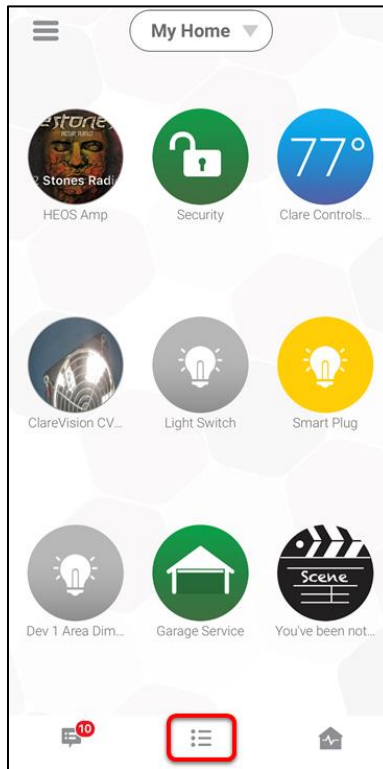 My Home
Stones Radi
HEOS Amp
Security
77°
Clare Controls...
ClareVision CV...
Light Switch
Smart Plug
Dev 1 Area Dim...
Garage Service
Scene
You've been not...
10